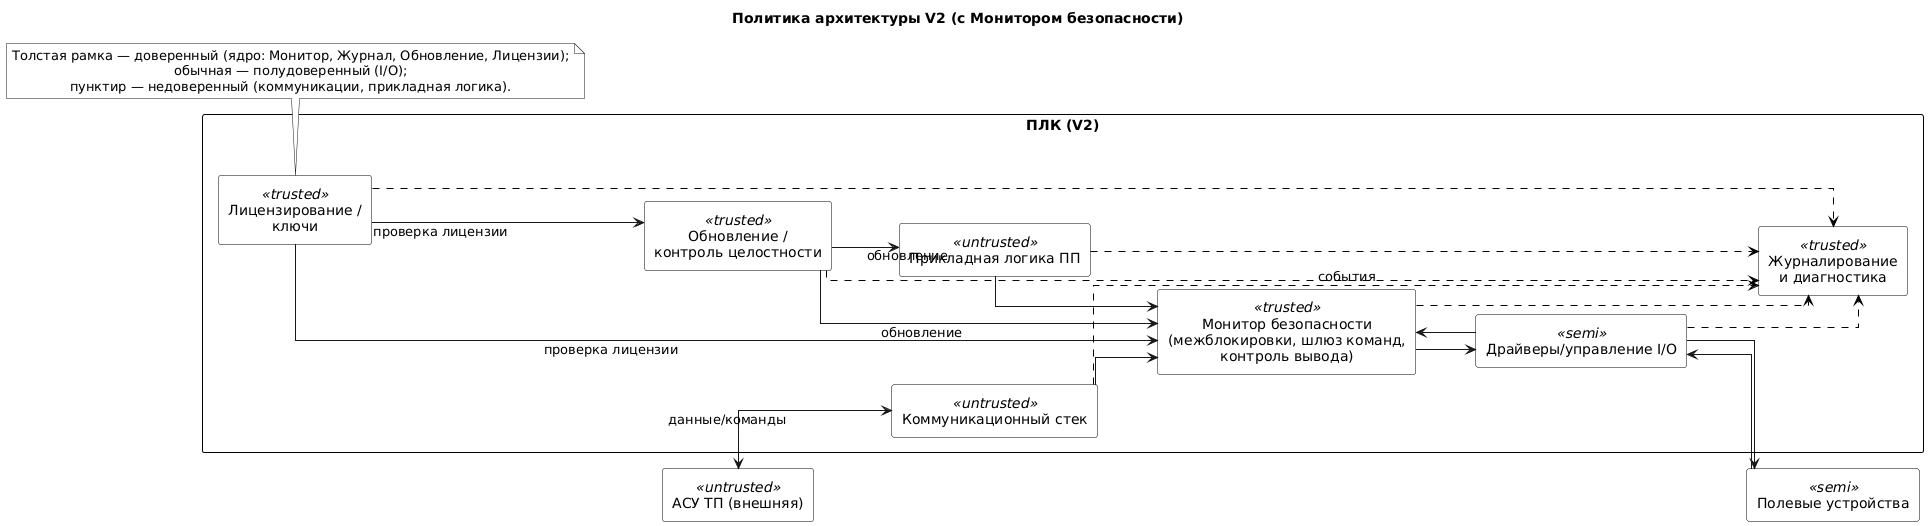 Политика архитектуры V2 (с Монитором безопасности)
Толстая рамка — доверенный (ядро: Монитор, Журнал, Обновление, Лицензии);
обычная — полудоверенный (I/O);
пунктир — недоверенный (коммуникации, прикладная логика).
ПЛК (V2)
«trusted»
Лицензирование /
ключи
проверка лицензии
«trusted»
Обновление /
контроль целостности
обновление
«untrusted»
Прикладная логика ПП
«trusted»
Журналирование
и диагностика
события
«trusted»
Монитор безопасности
(межблокировки, шлюз команд,
контроль вывода)
«semi»
Драйверы/управление I/O
обновление
проверка лицензии
«untrusted»
Коммуникационный стек
данные/команды
«untrusted»
АСУ ТП (внешняя)
«semi»
Полевые устройства